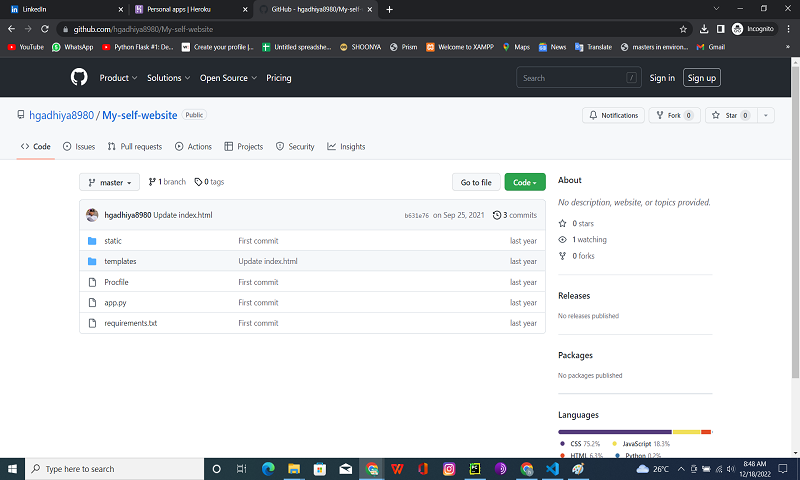 LinkedIn
Personal apps | Heroku
GitHub - hgadhiya8980/My-self-
github.com/hgadhiya8980/My-self-website
Incognito
YouTube WhatsApp Python Flask #1: De... Create your profile |... Untitled spreadshe... SHOONYA Prism Welcome to XAMPP Maps News Translate masters in environ... Gmail
Product Solutions Open Source Pricing
Search /
Sign in Sign up
hgadhiya8980 / My-self-website Public
Notifications Fork 0 Star 0
Code Issues Pull requests Actions Projects Security Insights
master 1 branch 0 tags Go to file Code
hgadhiya8980 Update index.html b631e76 on Sep 25, 2021 3 commits
static First commit last year
templates Update index.html last year
Procfile First commit last year
app.py First commit last year
requirements.txt First commit last year
About
No description, website, or topics provided.
0 stars
1 watching
0 forks
Releases
No releases published
Packages
No packages published
Languages
CSS 75.2% JavaScript 18.3%
HTML 6.3% Python 0.2%
Type here to search
26°C
8:48 AM
12/18/2022